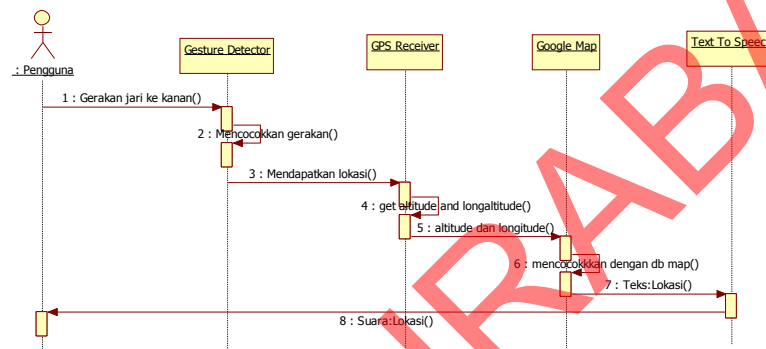 : Pengguna
Gesture Detector
GPS Receiver
Google Map
Text To Speec
1 : Gerakan jari ke kanan()
2 : Mencocokkan gerakan()
3 : Mendapatkan lokasi()
4 : get altitude and longaltitude()
5 : altitude dan longitude()
6 : mencocokkkan dengan db map()
7 : Teks:Lokasi()
8 : Suara:Lokasi()